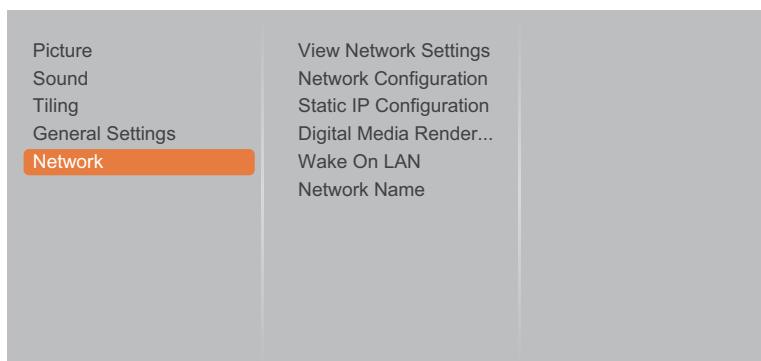 Picture
Sound
Tiling
General Settings
Network
View Network Settings
Network Configuration
Static IP Configuration
Digital Media Render...
Wake On LAN
Network Name